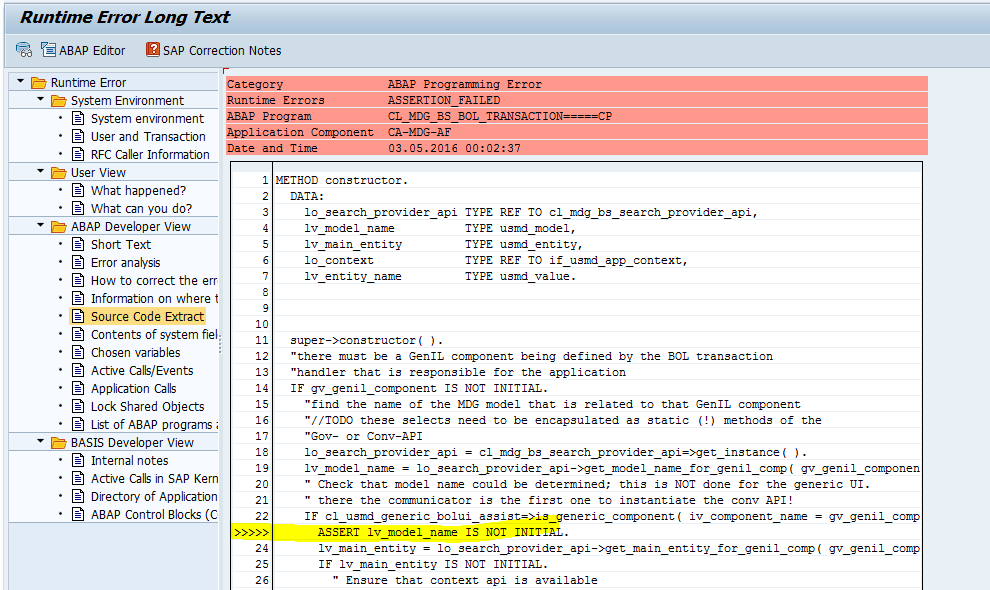 Runtime Error Long Text
ABAP Editor SAP Correction Notes
Runtime Error
System Environment
System environment
User and Transaction
RFC Caller Information
User View
What happened?
What can you do?
ABAP Developer View
Short Text
Error analysis
How to correct the err
Information on where t
Source Code Extract
Contents of system fiel
Chosen variables
Active Calls/Events
Application Calls
Lock Shared Objects
List of ABAP programs a
BASIS Developer View
Internal notes
Active Calls in SAP Kern
Directory of Application
ABAP Control Blocks (C
Category ABAP Programming Error
Runtime Errors ASSERTION_FAILED
ABAP Program CL_MDG_BS_BOL_TRANSACTION=====CP
Application Component CA-MDG-AF
Date and Time 03.05.2016 00:02:37
1 METHOD constructor.
2 DATA:
3 lo_search_provider_api TYPE REF TO cl_mdg_bs_search_provider_api,
4 lv_model_name TYPE usmd_model,
5 lv_main_entity TYPE usmd_entity,
6 lo_context TYPE REF TO if_usmd_app_context,
7 lv_entity_name TYPE usmd_value.
8
9
10
11 super->constructor( ).
12 "there must be a GenIL component being defined by the BOL transaction
13 "handler that is responsible for the application
14 IF gv_genil_component IS NOT INITIAL.
15 "find the name of the MDG model that is related to that GenIL component
16 "//TODO these selects need to be encapsulated as static (!) methods of the
17 "Gov- or Conv-API
18 lo_search_provider_api = cl_mdg_bs_search_provider_api=>get_instance( ).
19 lv_model_name = lo_search_provider_api->get_model_name_for_genil_comp( gv_genil_componen
20 " Check that model name could be determined; this is NOT done for the generic UI.
21 " there the communicator is the first one to instantiate the conv API!
22 IF cl_usmd_generic_bolui_assist=>is_generic_component( iv_component_name = gv_genil_comp
>>>>> ASSERT lv_model_name IS NOT INITIAL.
24 lv_main_entity = lo_search_provider_api->get_main_entity_for_genil_comp( gv_genil_comp
25 IF lv_main_entity IS NOT INITIAL.
26 " Ensure that context api is available